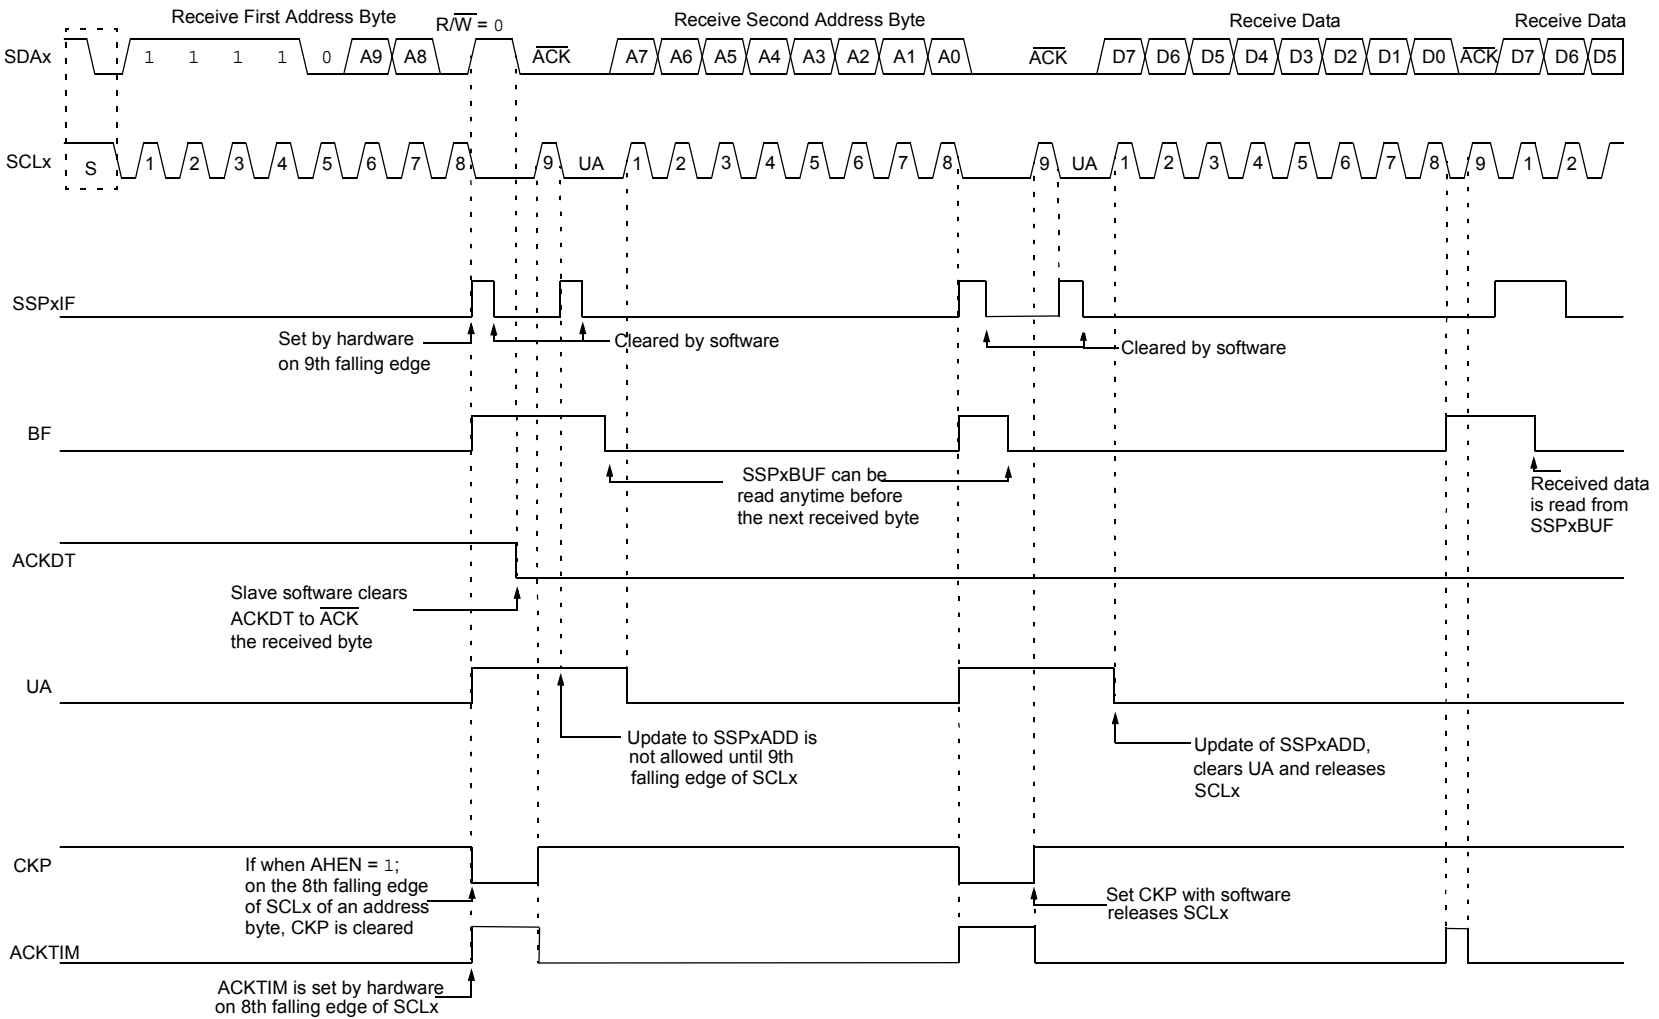 Receive First Address Byte
R/W = 0
Receive Second Address Byte
Receive Data
Receive Data
SDAx
1 1 1 1 0 A9 A8
ACK
A7 A6 A5 A4 A3 A2 A1 A0
ACK
D7 D6 D5 D4 D3 D2 D1 D0
ACK
D7 D6 D5
SCLx
S
1 2 3 4 5 6 7 8 9 UA 1 2 3 4 5 6 7 8 9 UA 1 2 3 4 5 6 7 8 9 1 2
SSPxIF
Set by hardware
on 9th falling edge
Cleared by software
Cleared by software
BF
SSPxBUF can be
read anytime before
the next received byte
Received data
is read from
SSPxBUF
ACKDT
Slave software clears
ACKDT to ACK
the received byte
UA
Update to SSPxADD is
not allowed until 9th
falling edge of SCLx
Update of SSPxADD,
clears UA and releases
SCLx
CKP
If when AHEN = 1;
on the 8th falling edge
of SCLx of an address
byte, CKP is cleared
Set CKP with software
releases SCLx
ACKTIM
ACKTIM is set by hardware
on 8th falling edge of SCLx